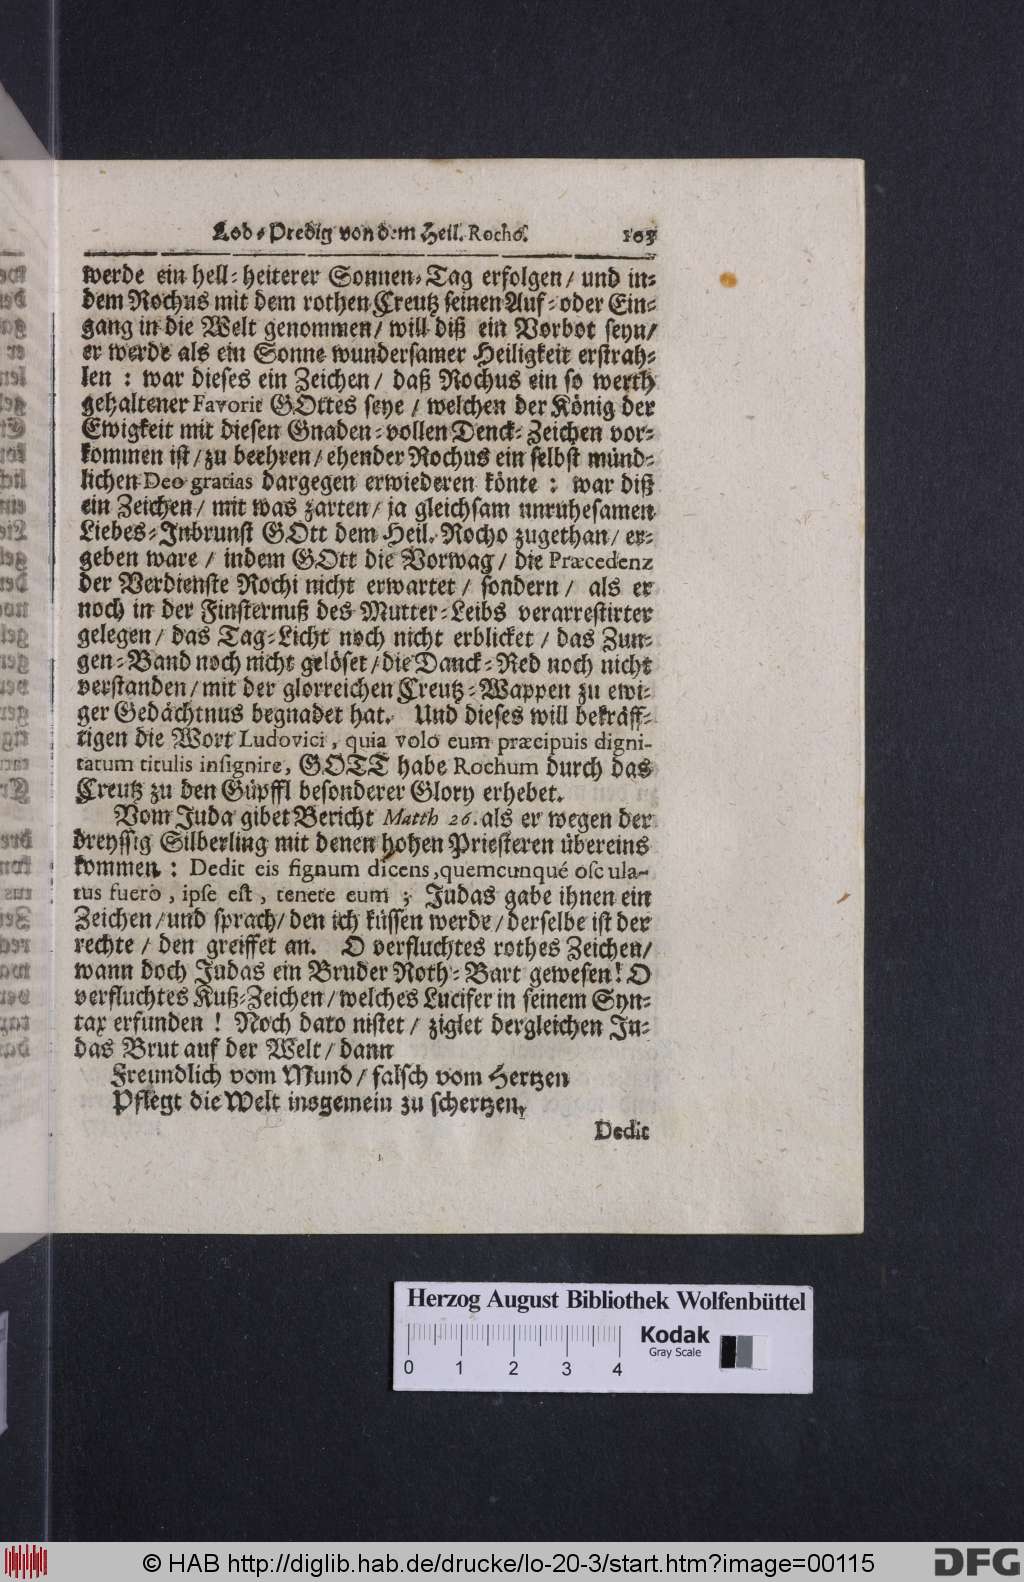 Lob-Predig von dem Heil. Rocho. 103
werde ein hell-heiterer Sonnen-Tag erfolgen / und in-
dem Rochus mit dem rothen Creutz seinen Auf- oder Ein-
gang in die Welt genommen / will diß ein Vorbot seyn /
er werde als ein Sonne wundersamer Heiligkeit erstrah-
len : war dieses ein Zeichen / daß Rochus ein so werth
gehaltener Favorit GOttes seye / welchen der König der
Ewigkeit mit diesen Gnaden-vollen Denck-Zeichen vor-
kommen ist / zu beehren / ehender Rochus ein selbst münd-
lichen Deo gratias dargegen erwiederen könte : war diß
ein Zeichen / mit was zarten / ja gleichsam unruhesamen
Liebes-Inbrunst GOtt dem Heil. Rocho zugethan / er-
geben ware / indem GOtt die Vorwag / die Præcedenz
der Verdienste Rochi nicht erwartet / sondern / als er
noch in der Finsternuß des Mutter-Leibs verarrestirter
gelegen / das Tag-Licht noch nicht erblicket / das Zun-
gen-Band noch nicht gelöset / die Danck-Red noch nicht
verstanden / mit der glorreichen Creutz-Wappen zu ewi-
ger Gedächtnus begnadet hat. Und dieses will bekräff-
tigen die Wort Ludovici, quia volo eum præcipuis digni-
tatum titulis insignire, GOTT habe Rochum durch das
Creutz zu den Güpffl besonderer Glory erhebet.
Vom Juda gibet Bericht Matth 26. als er wegen der
dreyssig Silberling mit denen hohen Priesteren übereins
kommen : Dedit eis signum dicens, quemcunqué oscula-
tus fuero, ipse est, tenete eum ; Judas gabe ihnen ein
Zeichen / und sprach / den ich küssen werde / derselbe ist der
rechte / den greiffet an. O verfluchtes rothes Zeichen /
wann doch Judas ein Bruder Roth-Bart gewesen! O
verfluchtes Kuß-Zeichen / welches Lucifer in seinem Syn-
tax erfunden ! Noch dato nistet / ziglet dergleichen Ju-
das Brut auf der Welt / dann
Freundlich vom Mund / falsch vom Hertzen
Pflegt die Welt insgemein zu schertzen.
Dedit
Herzog August Bibliothek Wolfenbüttel
Kodak
Gray Scale
0 1 2 3 4
© HAB http://diglib.hab.de/drucke/lo-20-3/start.htm?image=00115
DFG